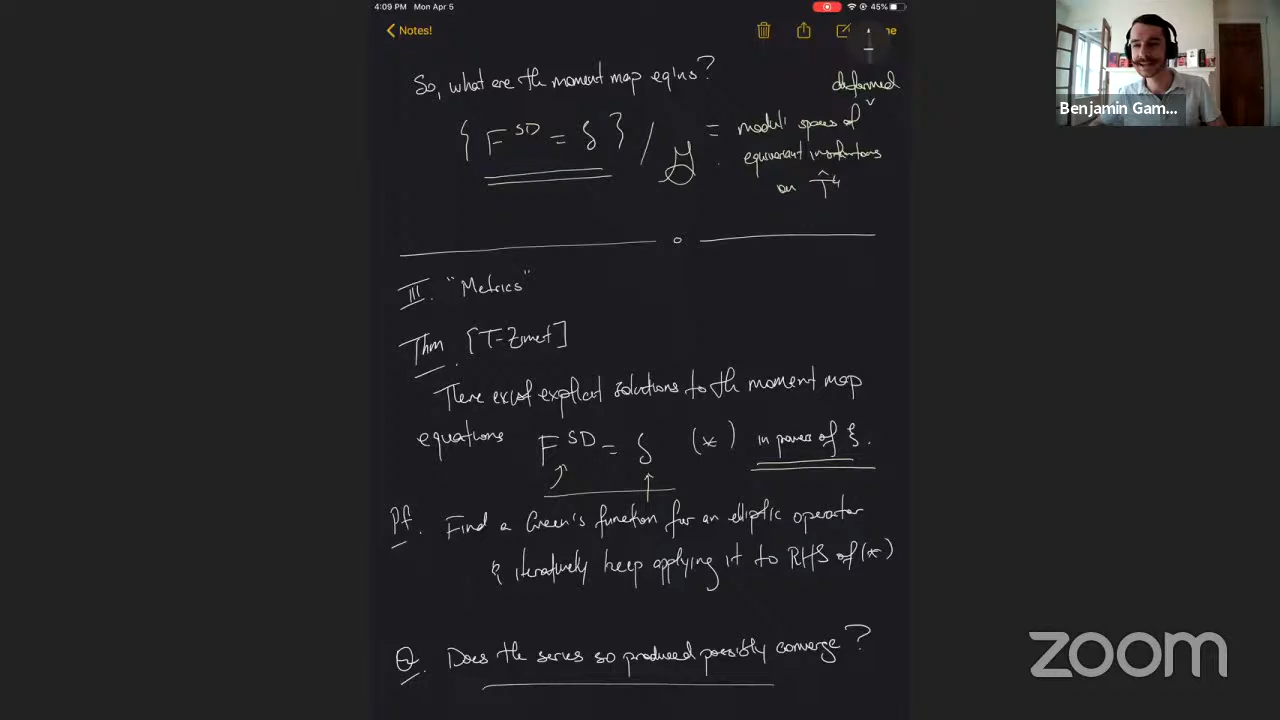 4:09 PM Mon Apr 5
45%
Notes!
So, what are the moment map eqns?
{ F^SD = δ } / G = deformed moduli spaces of
equivariant instantons
on T̂⁴
III. "Metrics"
Thm. [T-Zimet]
There exist explicit solutions to the moment map
equations F^SD = δ (*) in powers of ξ.
Pf. Find a Green's function for an elliptic operator
& iteratively keep applying it to RHS of (*)
Q. Does the series so produced possibly converge?
Benjamin Gam...
zoom